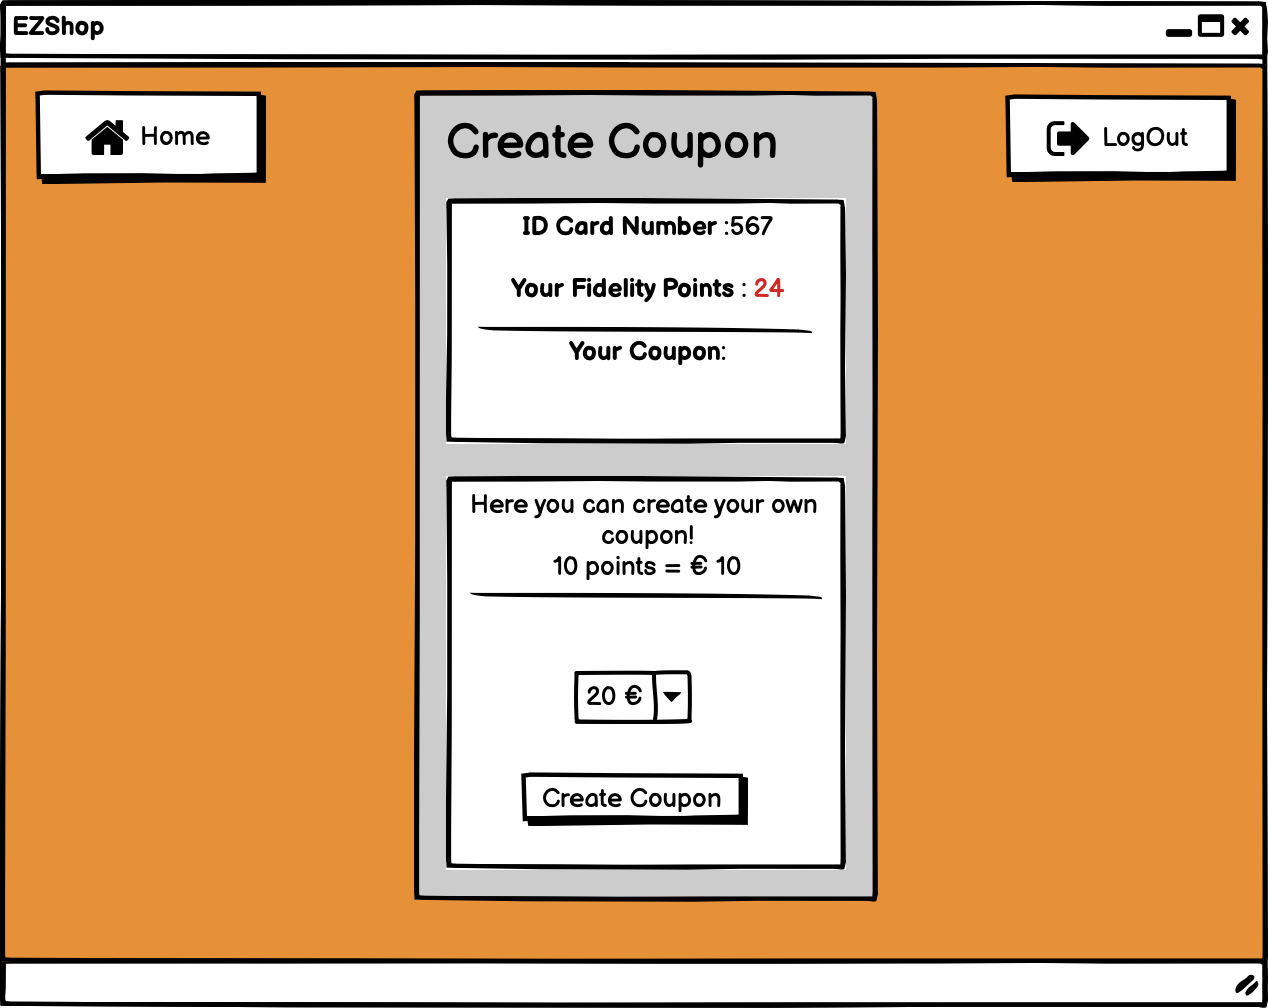 EZShop
Home
LogOut
Create Coupon
ID Card Number :567
Your Fidelity Points : 24
Your Coupon:
Here you can create your own
coupon!
10 points = € 10
20 €
Create Coupon